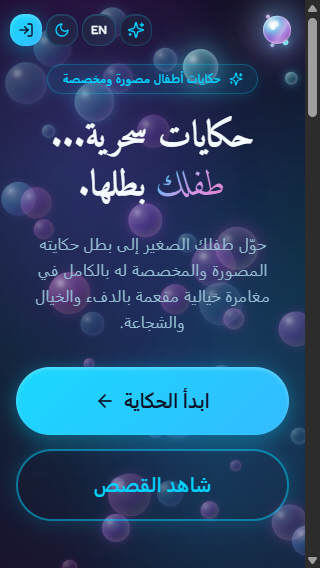 EN
حكايات أطفال مصورة ومخصصة
حكايات سحرية...
طفلك بطلها.
حوّل طفلك الصغير إلى بطل حكايته
المصورة والمخصصة له بالكامل في
مغامرة خيالية مفعمة بالدفء والخيال
والشجاعة.
ابدأ الحكاية ←
شاهد القصص